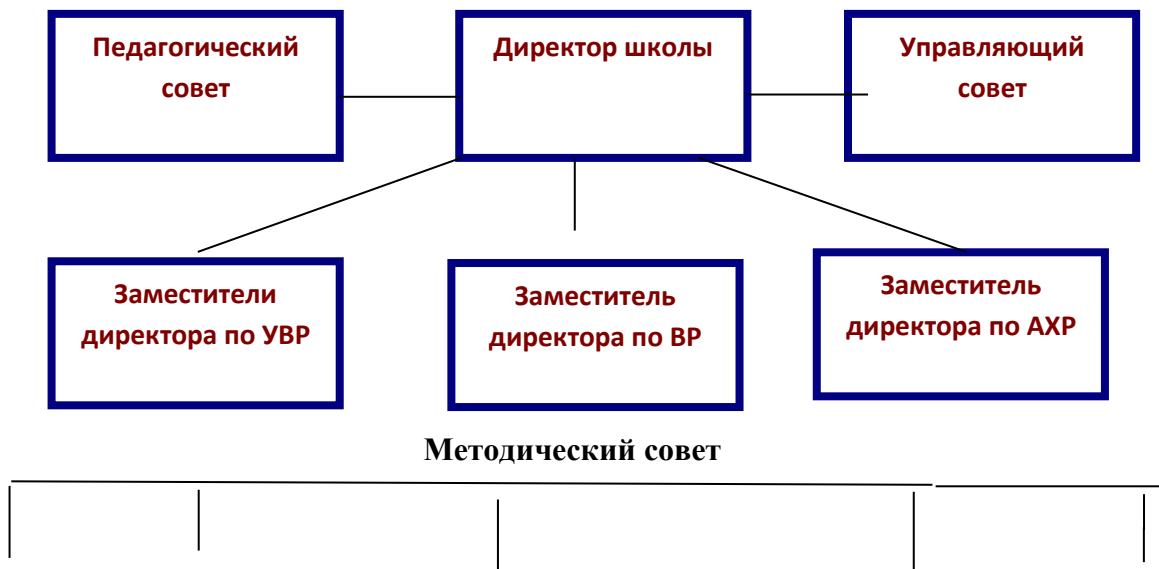 Педагогический
совет
Директор школы
Управляющий
совет
Заместители
директора по УВР
Заместитель
директора по ВР
Заместитель
директора по АХР
Методический совет